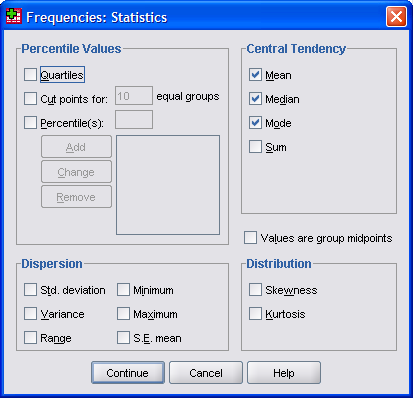 Frequencies: Statistics
Percentile Values
Quartiles
Cut points for: 10 equal groups
Percentile(s):
Add
Change
Remove
Central Tendency
Mean
Median
Mode
Sum
Values are group midpoints
Dispersion
Std. deviation Minimum
Variance Maximum
Range S.E. mean
Distribution
Skewness
Kurtosis
Continue Cancel Help